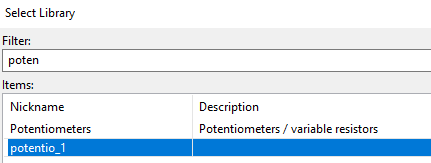 Select Library
Filter:
poten
Items:
Nickname Description
Potentiometers Potentiometers / variable resistors
potentio_1